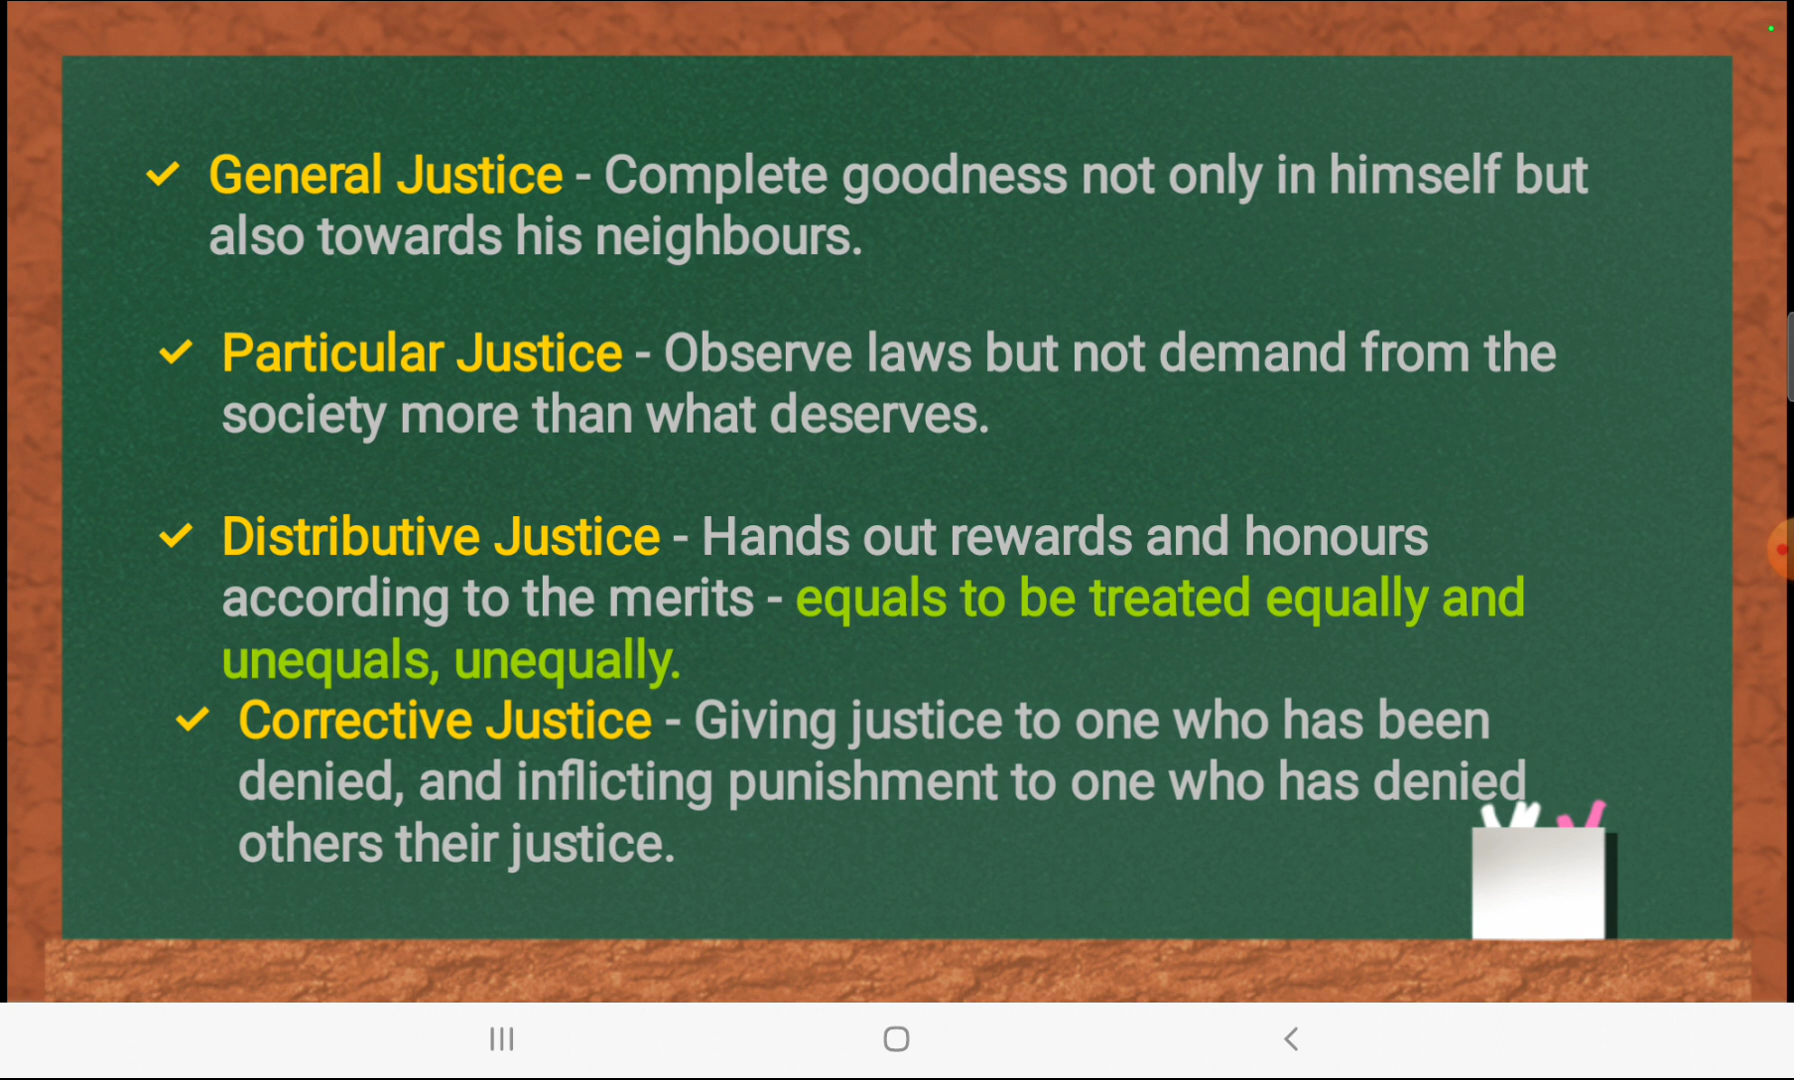 General Justice - Complete goodness not only in himself but
also towards his neighbours.
Particular Justice - Observe laws but not demand from the
society more than what deserves.
Distributive Justice - Hands out rewards and honours
according to the merits - equals to be treated equally and
unequals, unequally.
Corrective Justice - Giving justice to one who has been
denied, and inflicting punishment to one who has denied
others their justice.